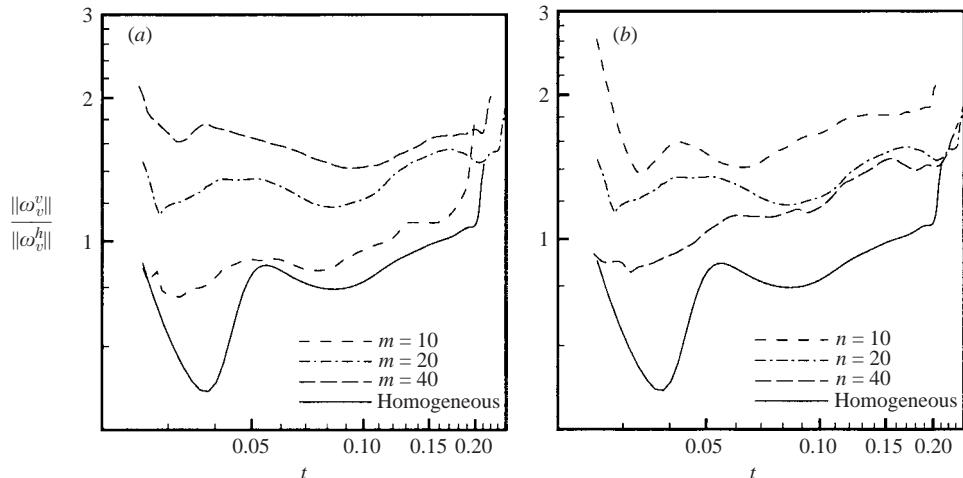 3
(a)
2
||ω_v^v||
||ω_v^h||
1
m = 10
m = 20
m = 40
Homogeneous
0.05 0.10 0.15 0.20
t
3
(b)
2
1
n = 10
n = 20
n = 40
Homogeneous
0.05 0.10 0.15 0.20
t